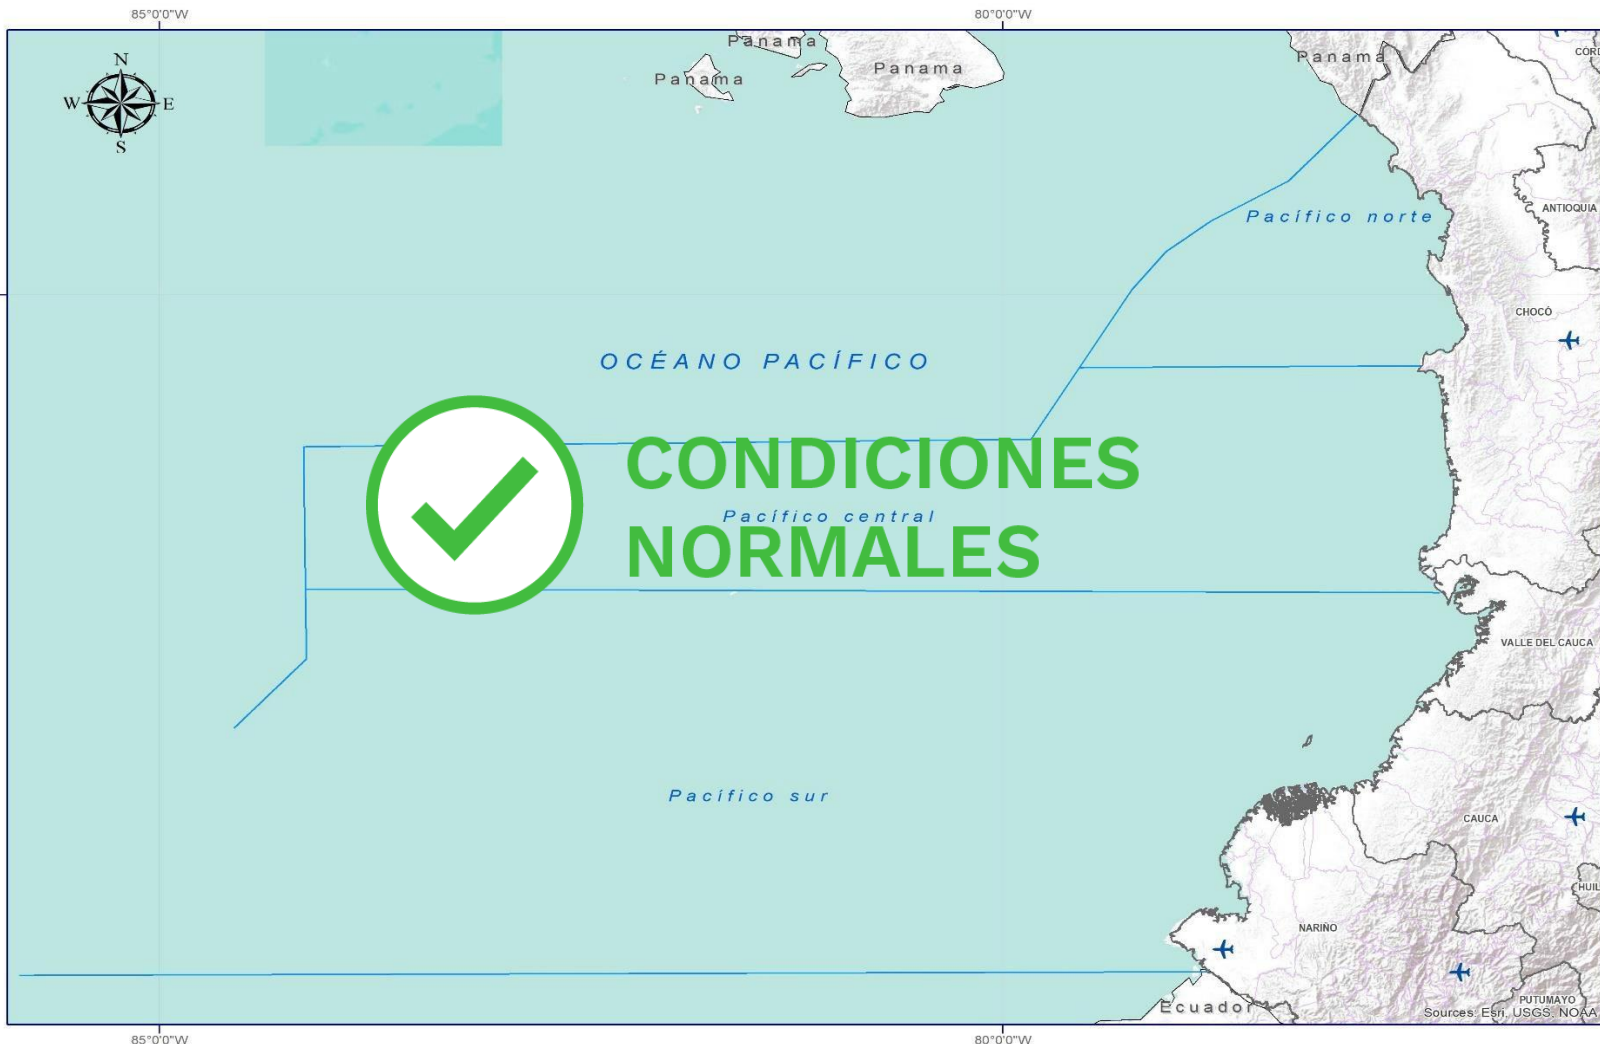 85°0'0"W
80°0'0"W
N
W
E
S
Panama
Panama
Panama
Panama
CÓRD
ANTIOQUIA
Pacífico norte
CHOCÓ
OCÉANO PACÍFICO
CONDICIONES
Pacífico central
NORMALES
VALLE DEL CAUCA
Pacífico sur
CAUCA
HUIL
NARIÑO
PUTUMAYO
Ecuador
Sources: Esri, USGS, NOAA
85°0'0"W
80°0'0"W